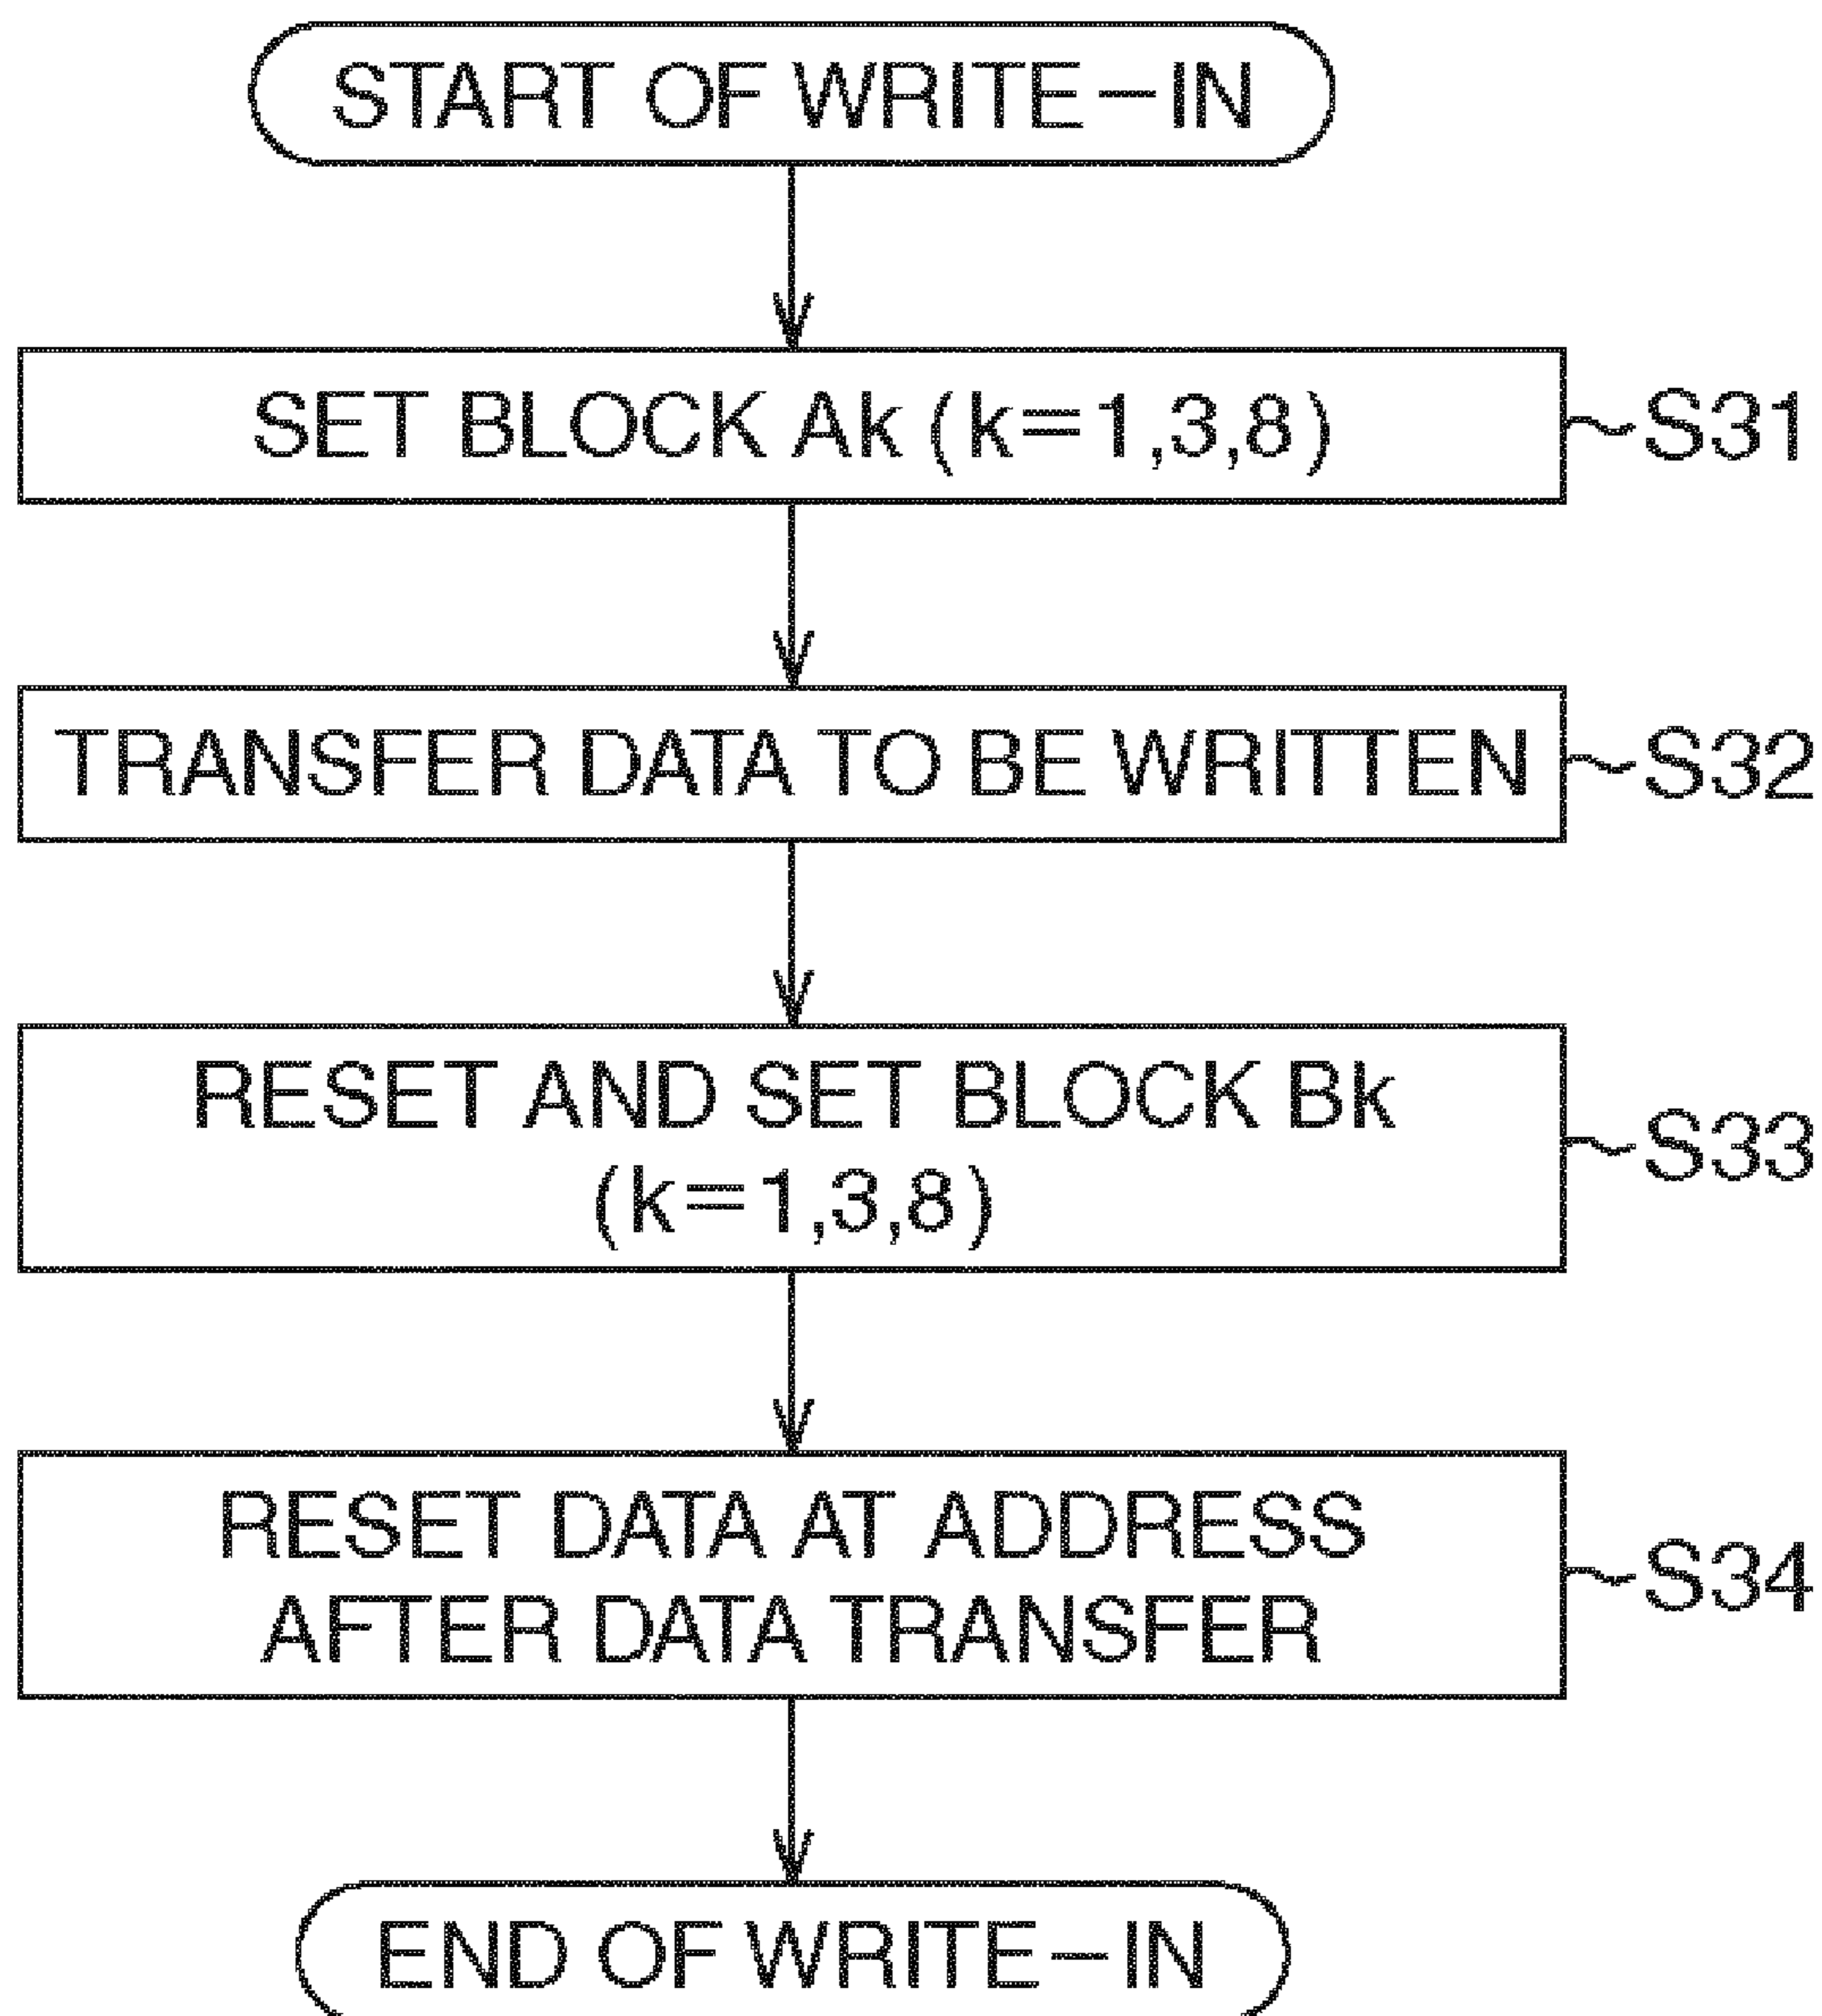 START OF WRITE-IN
SET BLOCK Ak (k=1,3,8) S31
TRANSFER DATA TO BE WRITTEN S32
RESET AND SET BLOCK Bk
(k=1,3,8) S33
RESET DATA AT ADDRESS
AFTER DATA TRANSFER S34
END OF WRITE-IN